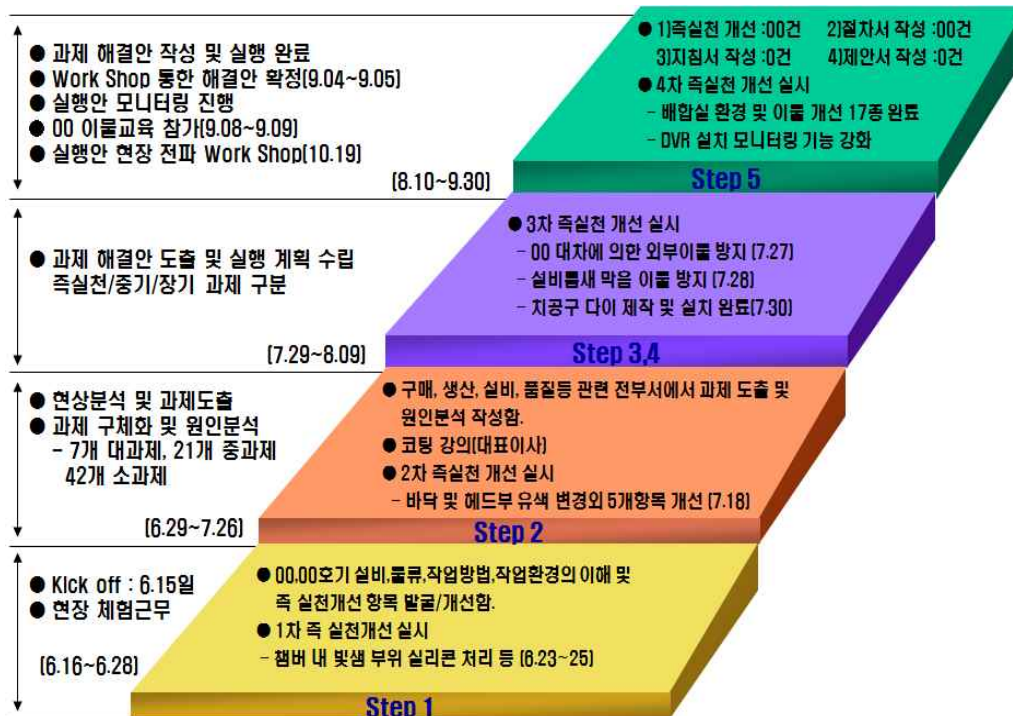 ● 과제 해결안 작성 및 실행 완료
● Work Shop 통한 해결안 확정(9.04~9.05)
● 실행안 모니터링 진행
● 00 이물교육 참가(9.08~9.09)
● 실행안 현장 전파 Work Shop(10.19)
(8.10~9.30)
● 1)즉실천 개선 :00건 2)절차서 작성 :00건
3)지침서 작성 :0건 4)제안서 작성 :0건
● 4차 즉실천 개선 실시
– 배합실 환경 및 이물 개선 17종 완료
– DVR 설치 모니터링 기능 강화
Step 5
● 과제 해결안 도출 및 실행 계획 수립
즉실천/중기/장기 과제 구분
(7.29~8.09)
● 3차 즉실천 개선 실시
– 00 대차에 의한 외부이물 방지 (7.27)
– 설비틈새 막음 이물 방지 (7.28)
– 치공구 다이 제작 및 설치 완료(7.30)
Step 3,4
● 현상분석 및 과제도출
● 과제 구체화 및 원인분석
– 7개 대과제, 21개 중과제
42개 소과제
(6.29~7.26)
● 구매, 생산, 설비, 품질등 관련 전부서에서 과제 도출 및
원인분석 작성함.
● 코팅 강의(대표이사)
● 2차 즉실천 개선 실시
– 바닥 및 헤드부 유색 변경외 5개항목 개선 (7.18)
Step 2
● Kick off : 6.15일
● 현장 체험근무
(6.16~6.28)
● 00,00호기 설비,물류,작업방법,작업환경의 이해 및
즉 실천개선 항목 발굴/개선함.
● 1차 즉 실천개선 실시
– 챔버 내 빛샘 부위 실리콘 처리 등 (6.23~25)
Step 1